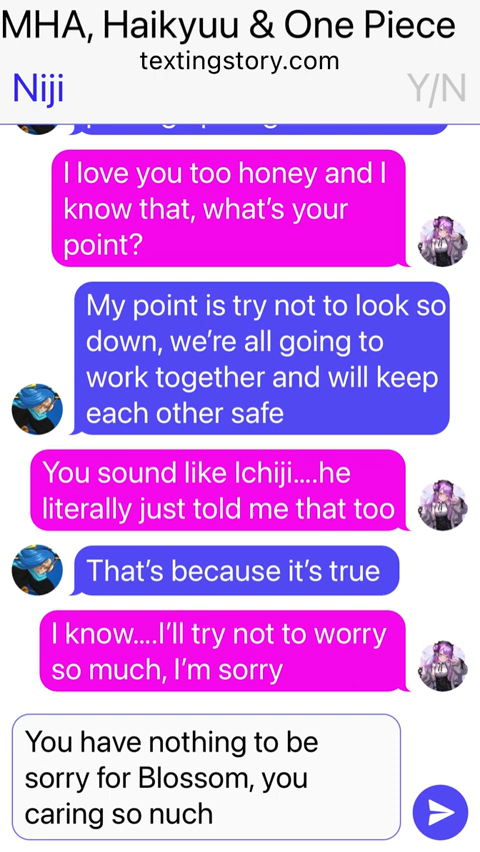 MHA, Haikyuu & One Piece
textingstory.com
Niji
Y/N
I love you too honey and I
know that, what's your
point?
My point is try not to look so
down, we're all going to
work together and will keep
each other safe
You sound like Ichiji....he
literally just told me that too
That's because it's true
I know....I'll try not to worry
so much, I'm sorry
You have nothing to be
sorry for Blossom, you
caring so nuch